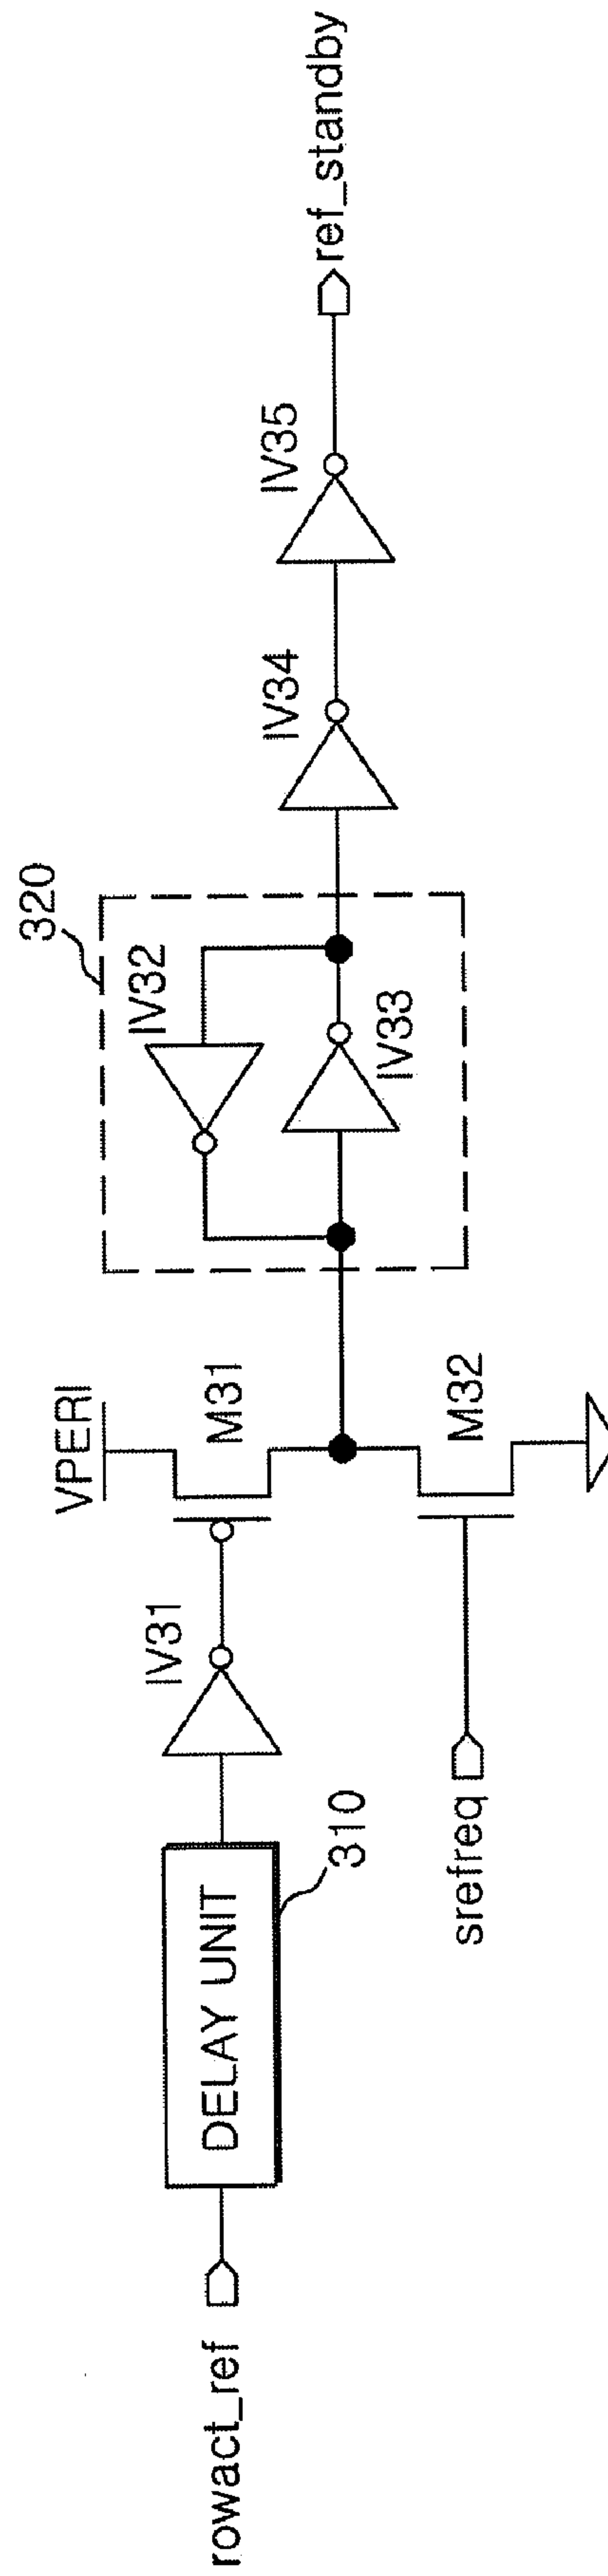 rowact_ref
DELAY UNIT
310
IV31
VPERI
M31
srefreq
M32
320
IV32
IV33
IV34
IV35
ref_standby